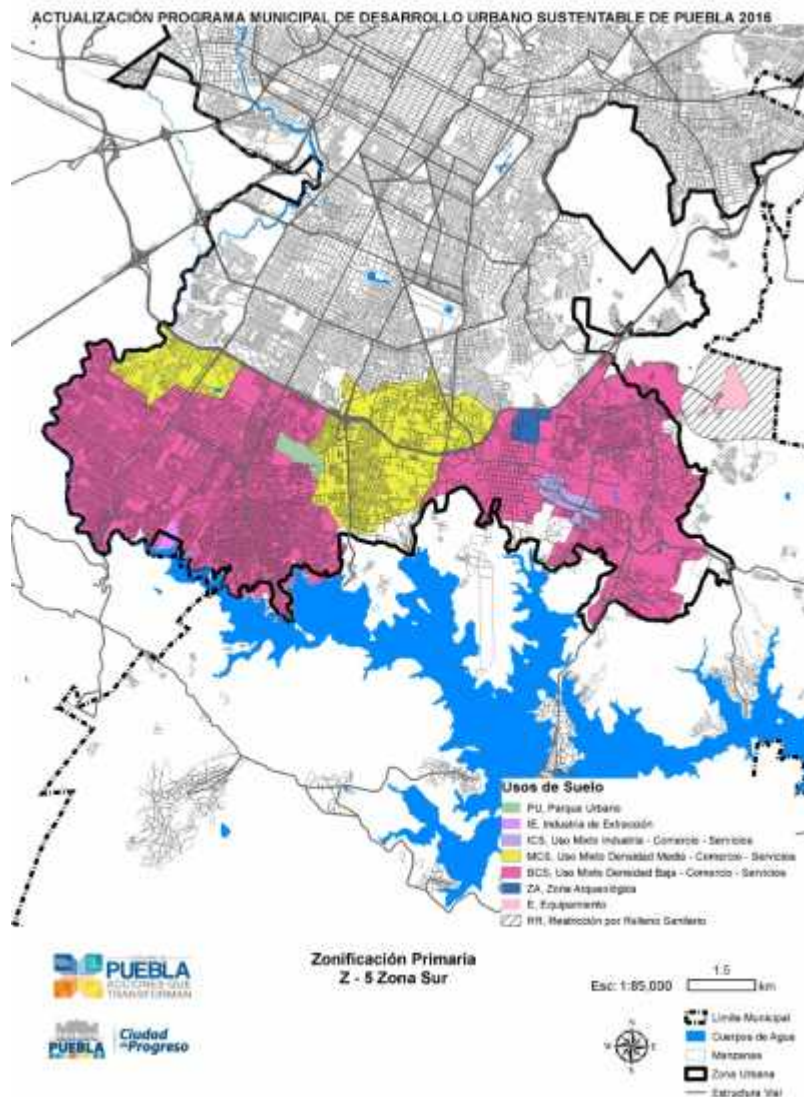 ACTUALIZACIÓN PROGRAMA MUNICIPAL DE DESARROLLO URBANO SUSTENTABLE DE PUEBLA 2016
Usos de Suelo
PU, Parque Urbano
IE, Industria de Extracción
ICS, Uso Mixto Industria - Comercio - Servicios
MCS, Uso Mixto Densidad Media - Comercio - Servicios
BCS, Uso Mixto Densidad Baja - Comercio - Servicios
ZA, Zona Arqueológica
E, Equipamiento
RR, Restricción por Relleno Sanitario
Zonificación Primaria
Z - 5 Zona Sur
PUEBLA
ACCIONES QUE
TRANSFORMAN
PUEBLA
Ciudad
de Progreso
Esc: 1:85,000
1.5
km
N
W
E
S
Límite Municipal
Cuerpos de Agua
Manzanas
Zona Urbana
Estructura Vial